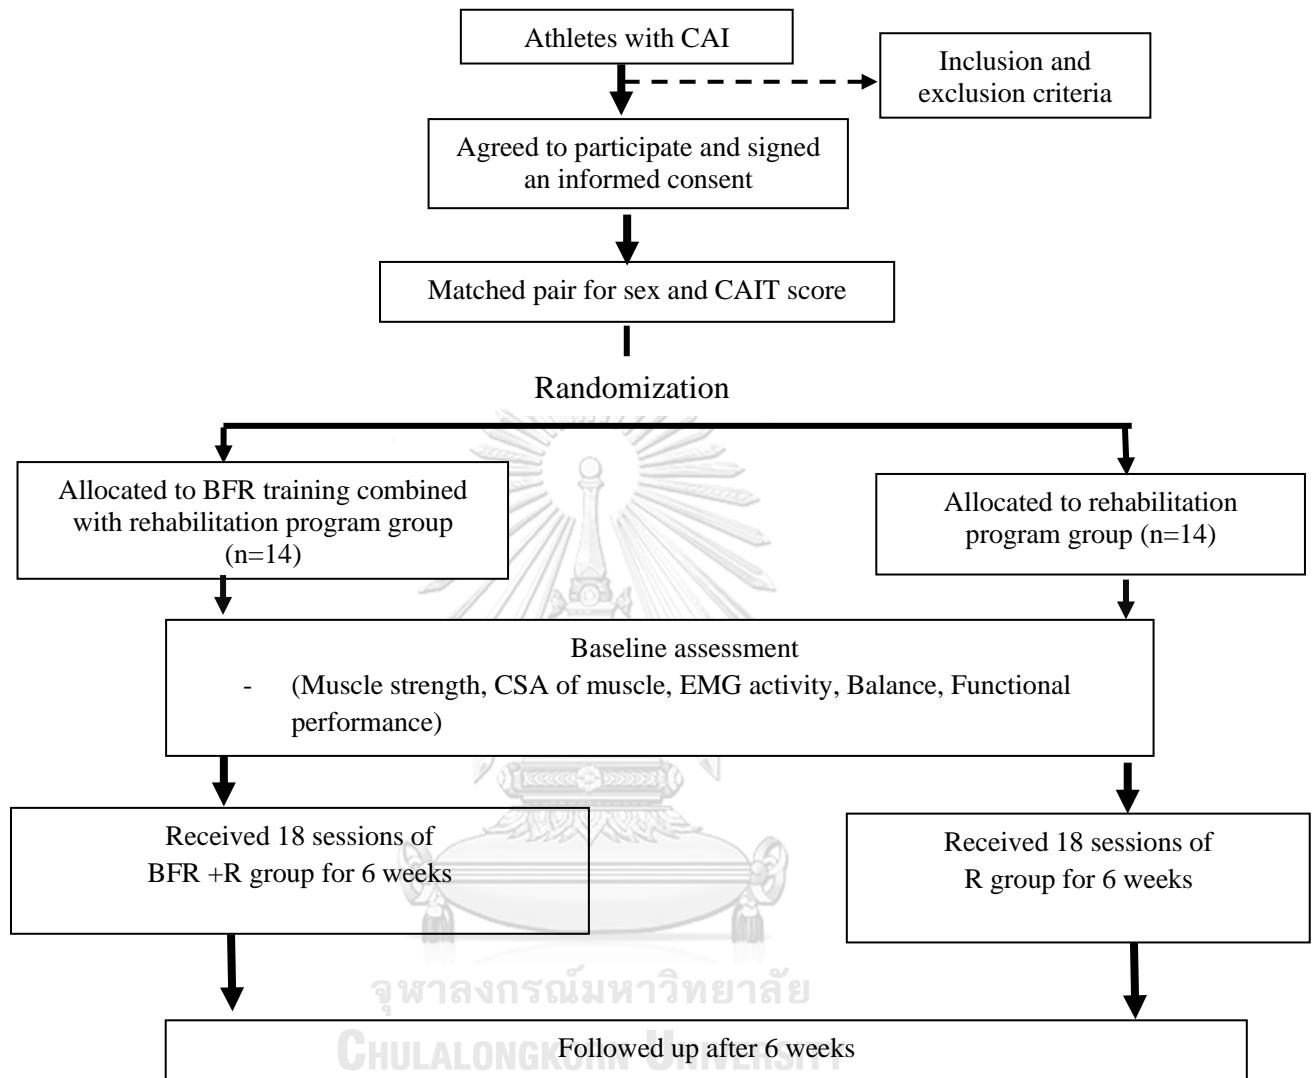 Athletes with CAI
Inclusion and
exclusion criteria
Agreed to participate and signed
an informed consent
Matched pair for sex and CAIT score
Randomization
Allocated to BFR training combined
with rehabilitation program group
(n=14)
Allocated to rehabilitation
program group (n=14)
Baseline assessment
- (Muscle strength, CSA of muscle, EMG activity, Balance, Functional
performance)
Received 18 sessions of
BFR +R group for 6 weeks
Received 18 sessions of
R group for 6 weeks
จุฬาลงกรณ์มหาวิทยาลัย
CHULALONGKORN UNIVERSITY
Followed up after 6 weeks